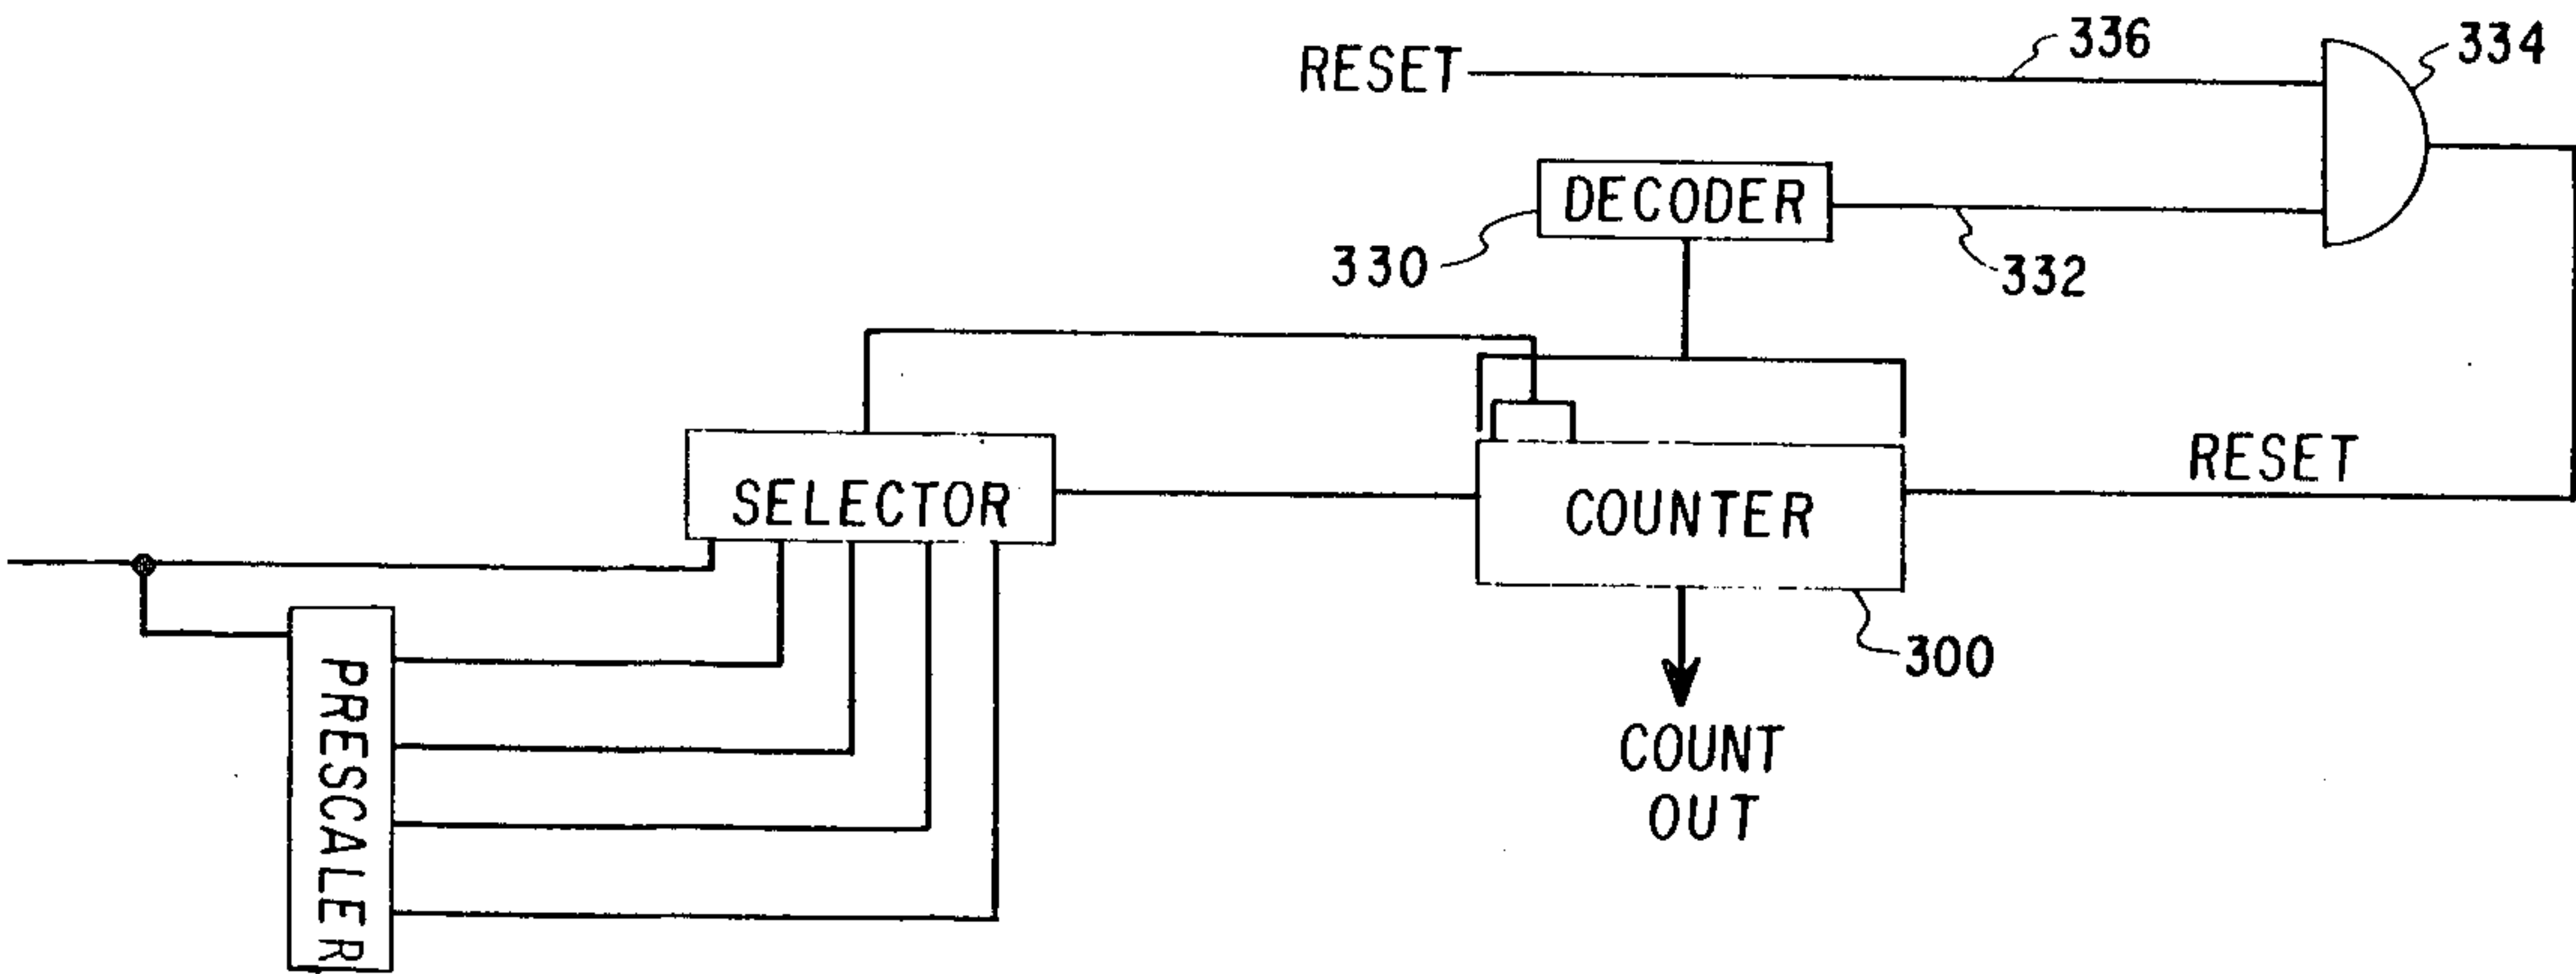 RESET
336
334
DECODER
330
332
SELECTOR
COUNTER
RESET
300
PRESCALER
COUNT
OUT